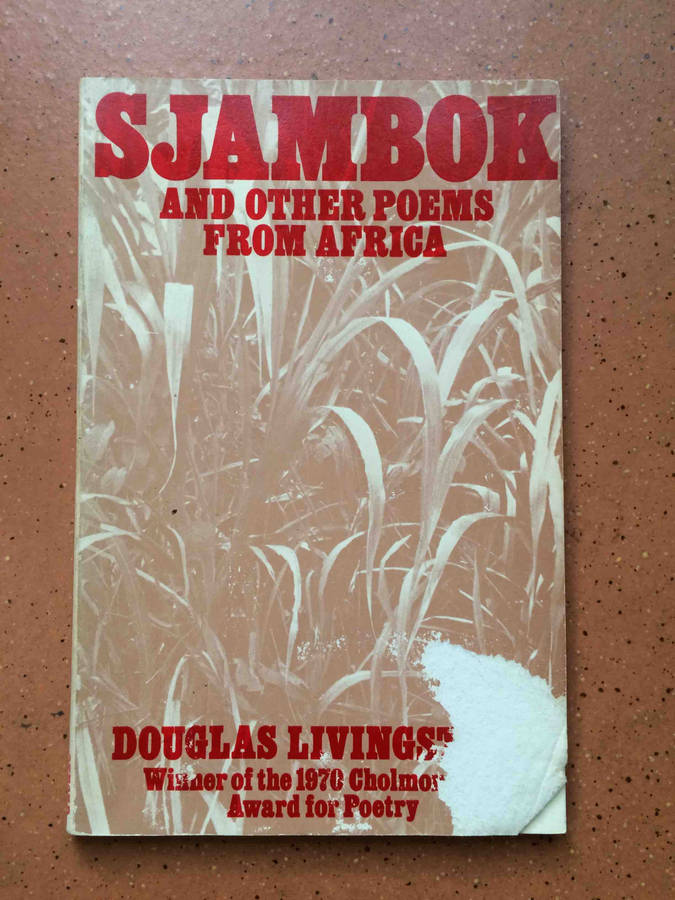 SJAMBOK
AND OTHER POEMS
FROM AFRICA
DOUGLAS LIVINGST
Winner of the 1970 Cholmo
Award for Poetry